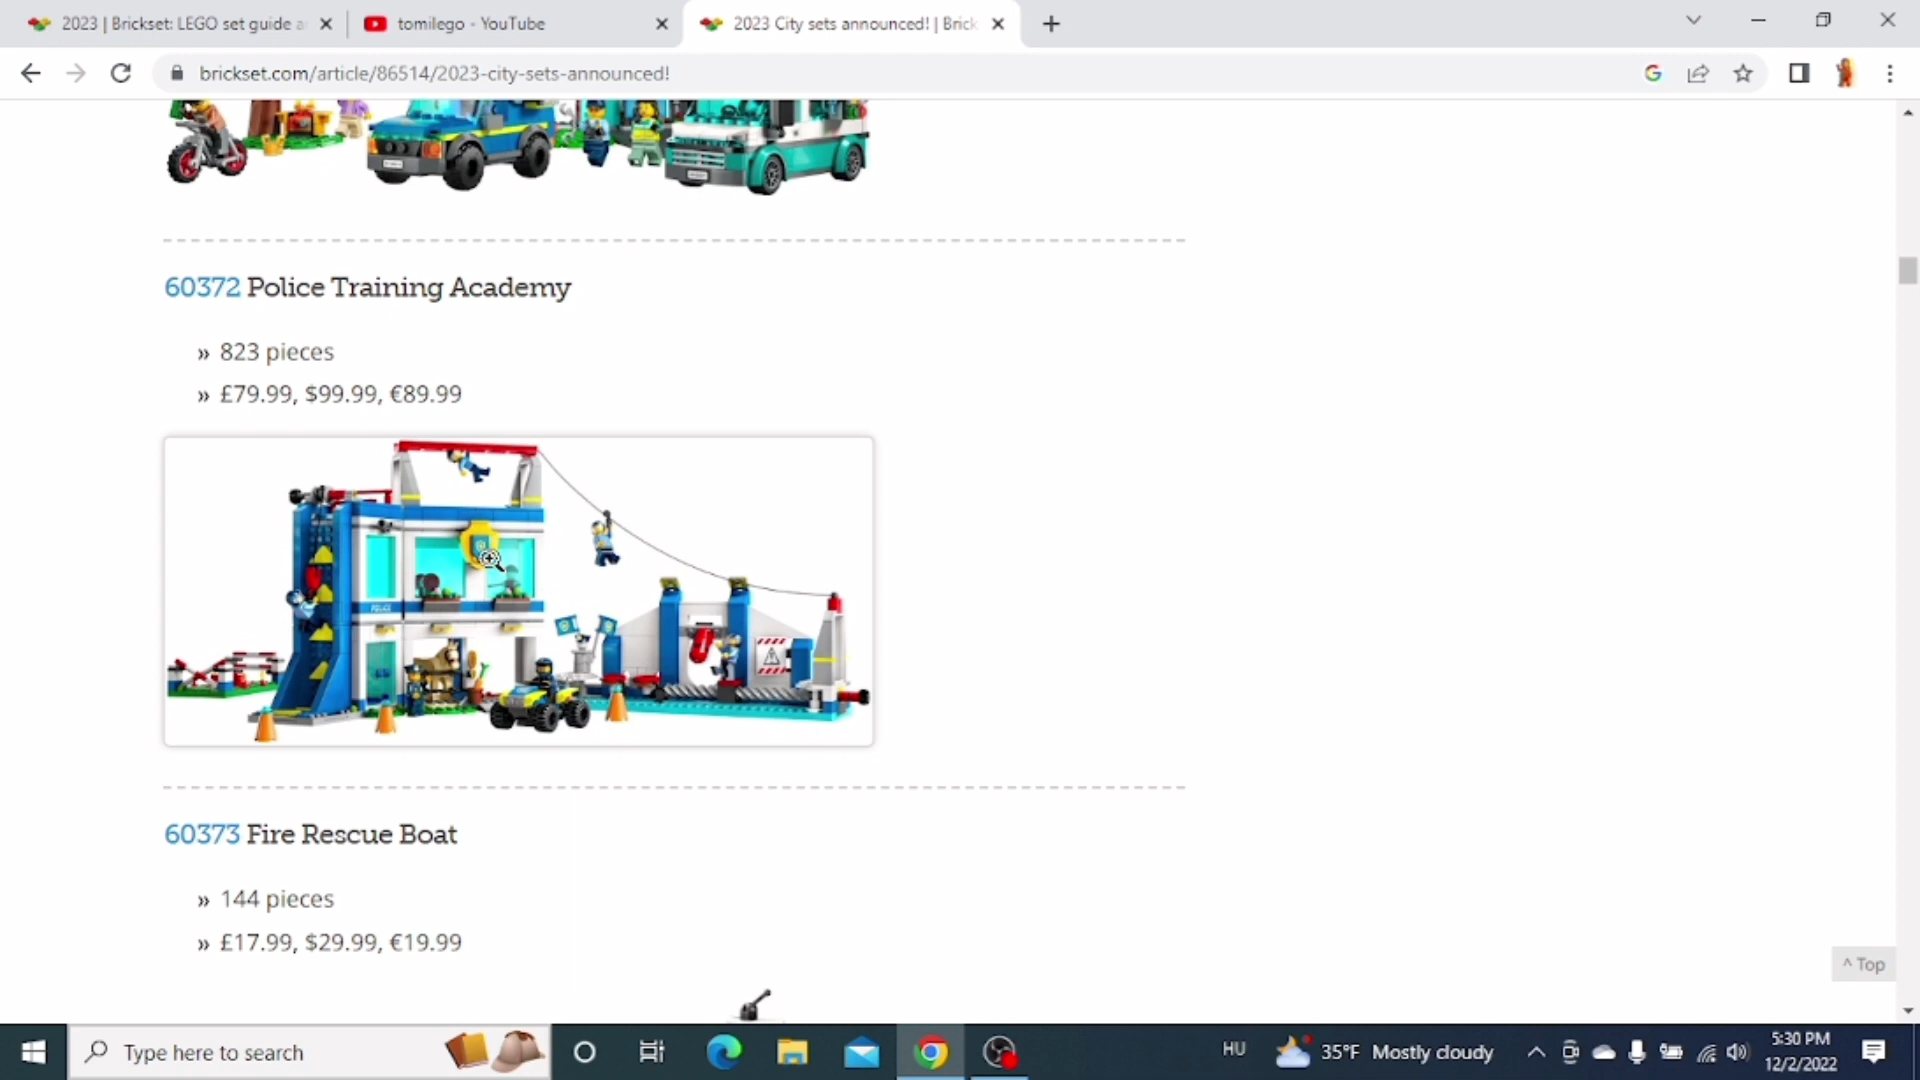 2023 | Brickset: LEGO set guide a
tomilego - YouTube
2023 City sets announced! | Brick
brickset.com/article/86514/2023-city-sets-announced!
60372 Police Training Academy
» 823 pieces
» £79.99, $99.99, €89.99
POLICE
60373 Fire Rescue Boat
» 144 pieces
» £17.99, $29.99, €19.99
^ Top
Type here to search
HU
35°F Mostly cloudy
5:30 PM
12/2/2022